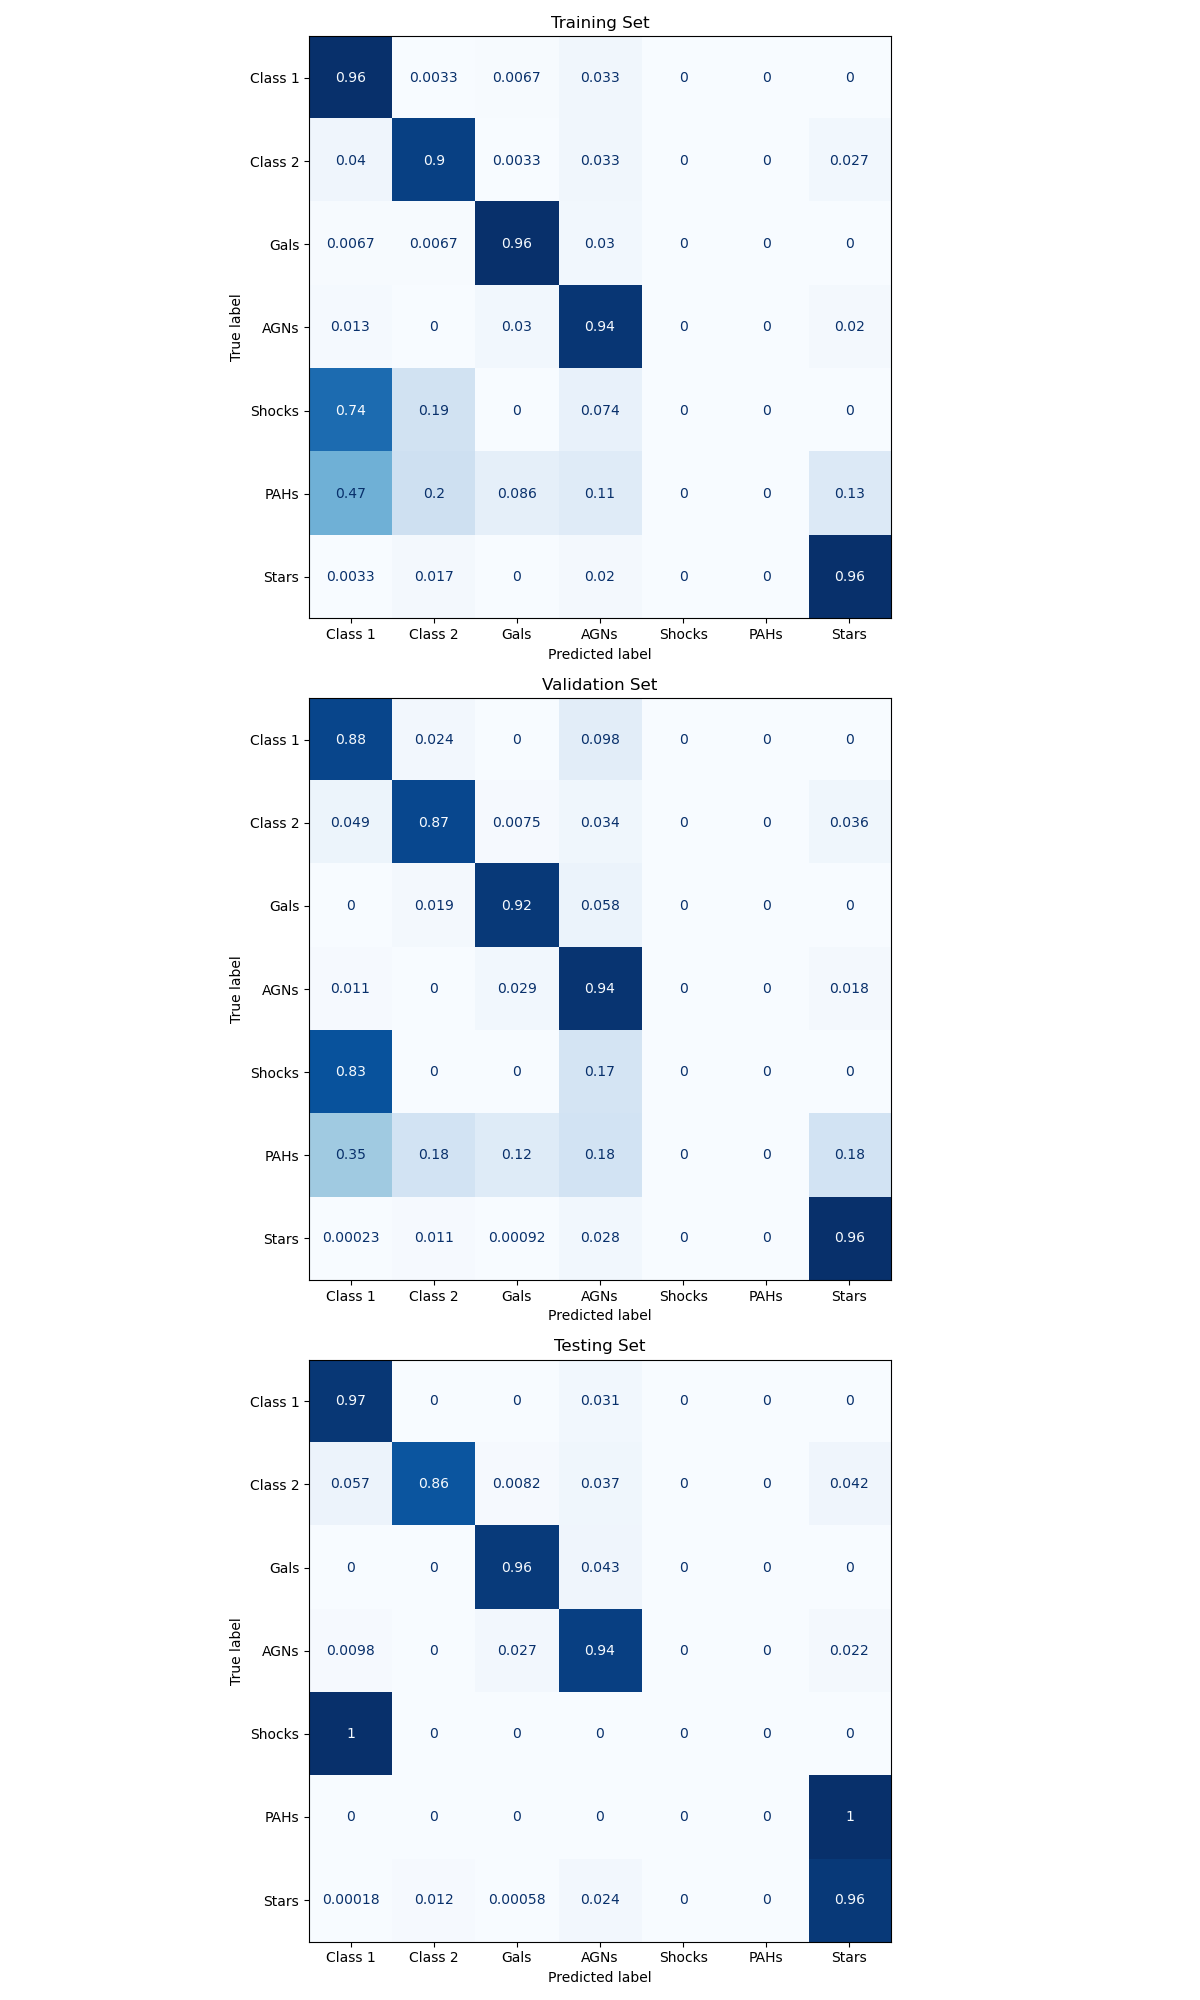 Training Set
Class 1 0.96 0.0033 0.0067 0.033 0 0 0
Class 2 0.04 0.9 0.0033 0.033 0 0 0.027
Gals 0.0067 0.0067 0.96 0.03 0 0 0
AGNs 0.013 0 0.03 0.94 0 0 0.02
True label
Shocks 0.74 0.19 0 0.074 0 0 0
PAHs 0.47 0.2 0.086 0.11 0 0 0.13
Stars 0.0033 0.017 0 0.02 0 0 0.96
Class 1 Class 2 Gals AGNs Shocks PAHs Stars
Predicted label
Validation Set
Class 1 0.88 0.024 0 0.098 0 0 0
Class 2 0.049 0.87 0.0075 0.034 0 0 0.036
Gals 0 0.019 0.92 0.058 0 0 0
AGNs 0.011 0 0.029 0.94 0 0 0.018
True label
Shocks 0.83 0 0 0.17 0 0 0
PAHs 0.35 0.18 0.12 0.18 0 0 0.18
Stars 0.00023 0.011 0.00092 0.028 0 0 0.96
Class 1 Class 2 Gals AGNs Shocks PAHs Stars
Predicted label
Testing Set
Class 1 0.97 0 0 0.031 0 0 0
Class 2 0.057 0.86 0.0082 0.037 0 0 0.042
Gals 0 0 0.96 0.043 0 0 0
AGNs 0.0098 0 0.027 0.94 0 0 0.022
True label
Shocks 1 0 0 0 0 0 0
PAHs 0 0 0 0 0 0 1
Stars 0.00018 0.012 0.00058 0.024 0 0 0.96
Class 1 Class 2 Gals AGNs Shocks PAHs Stars
Predicted label